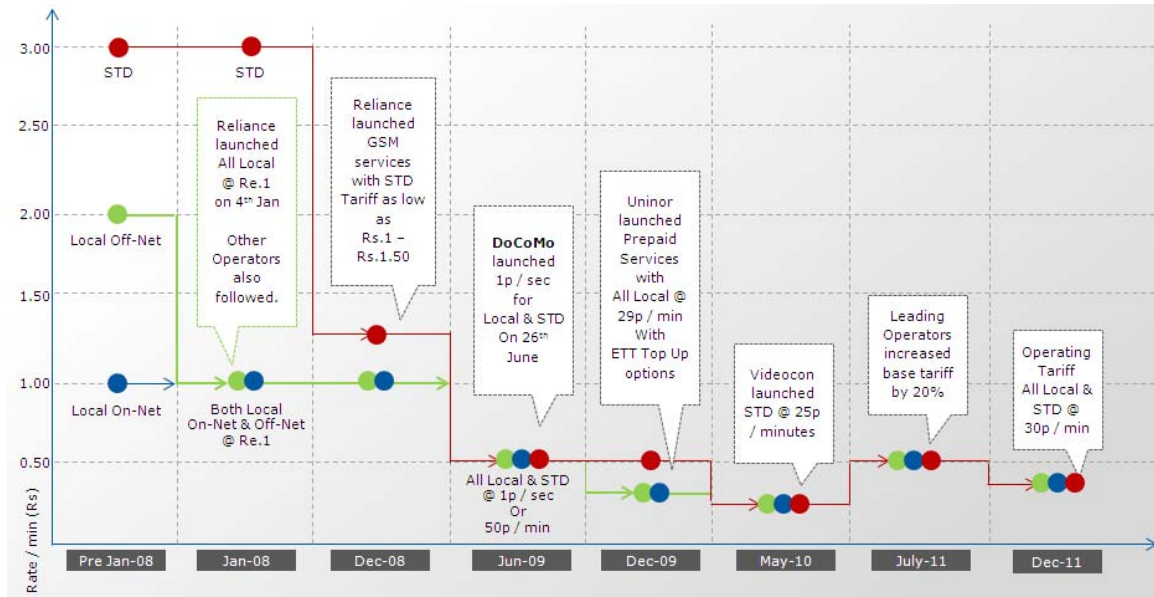 3.00
2.50
2.00
1.50
1.00
0.50
Rate / min (Rs)
STD
STD
Local Off-Net
Local On-Net
Reliance
launched
All Local
@ Re.1
on 4th Jan
Other
Operators
also
followed.
Both Local
On-Net & Off-Net
@ Re.1
Reliance
launched
GSM
services
with STD
Tariff as low
as
Rs.1 –
Rs.1.50
DoCoMo
launched
1p / sec
for
Local & STD
On 26th
June
All Local & STD
@ 1p / sec
Or
50p / min
Uninor
launched
Prepaid
Services
with
All Local @
29p / min
With
ETT Top Up
options
Videocon
launched
STD @ 25p
/ minutes
Leading
Operators
increased
base tariff
by 20%
Operating
Tariff
All Local &
STD @
30p / min
Pre Jan-08
Jan-08
Dec-08
Jun-09
Dec-09
May-10
July-11
Dec-11